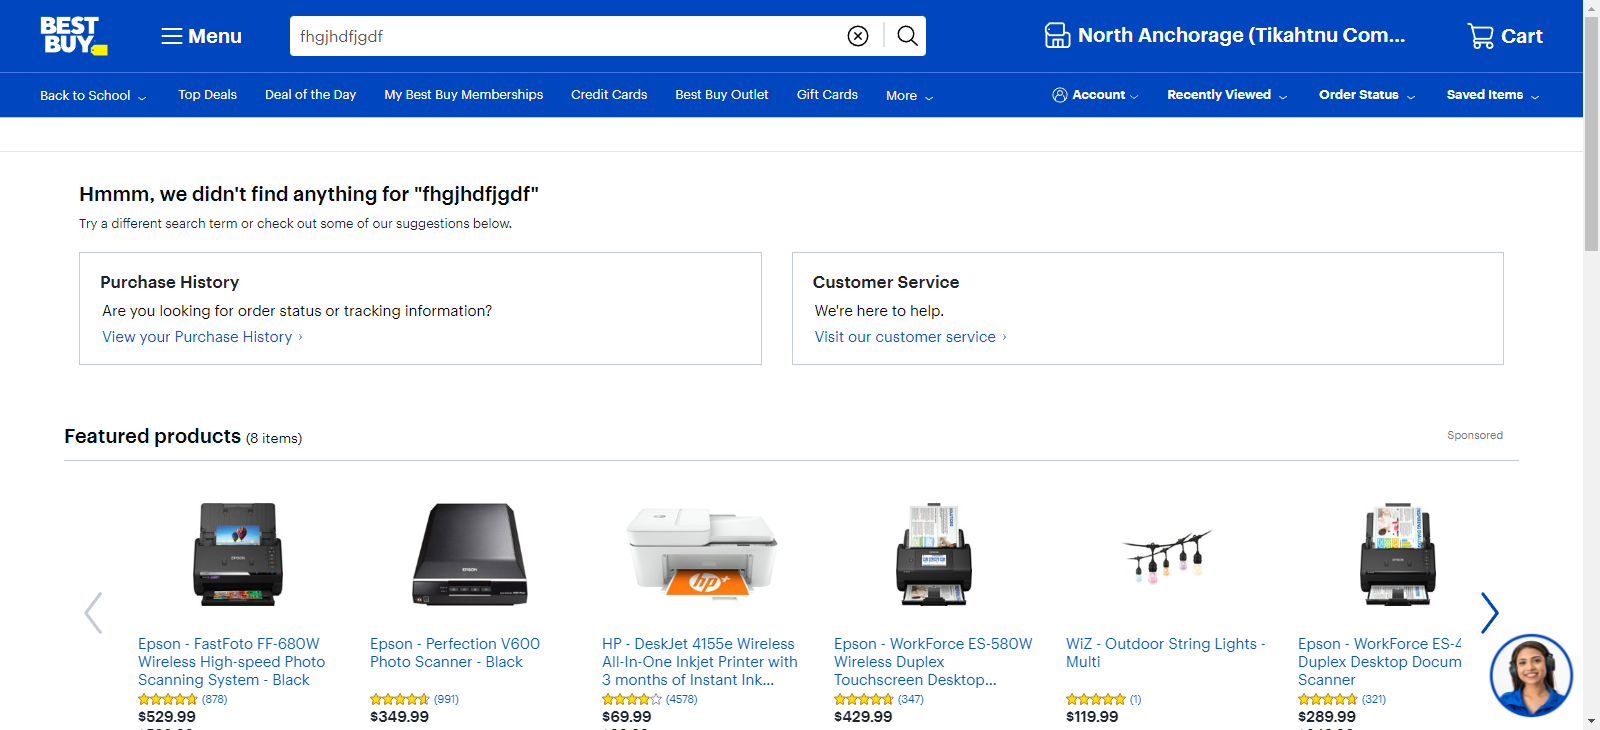 BEST
BUY
Menu
fhgjhdfjgdf
North Anchorage (Tikahtnu Com...
Cart
Back to School
Top Deals
Deal of the Day
My Best Buy Memberships
Credit Cards
Best Buy Outlet
Gift Cards
More
Account
Recently Viewed
Order Status
Saved Items
Hmmm, we didn't find anything for "fhgjhdfjgdf"
Try a different search term or check out some of our suggestions below.
Purchase History
Are you looking for order status or tracking information?
View your Purchase History ›
Customer Service
We're here to help.
Visit our customer service ›
Featured products (8 items)
Sponsored
Epson - FastFoto FF-680W
Wireless High-speed Photo
Scanning System - Black
(878)
$529.99
Epson - Perfection V600
Photo Scanner - Black
(991)
$349.99
HP - DeskJet 4155e Wireless
All-In-One Inkjet Printer with
3 months of Instant Ink...
(4578)
$69.99
Epson - WorkForce ES-580W
Wireless Duplex
Touchscreen Desktop...
(347)
$429.99
WiZ - Outdoor String Lights -
Multi
(1)
$119.99
Epson - WorkForce ES-4
Duplex Desktop Docum
Scanner
(321)
$289.99